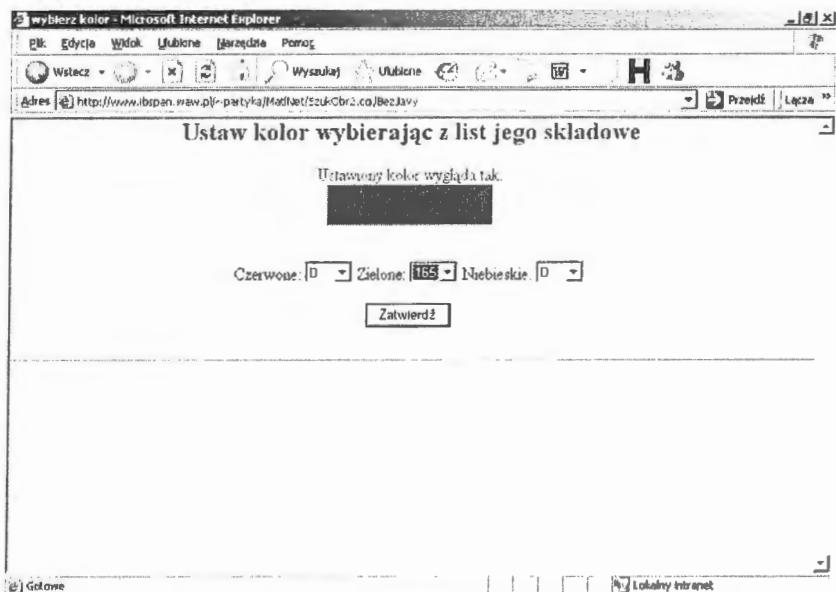 wybierz kolor - Microsoft Internet Explorer
Plik Edycja Widok Ulubione Narzędzia Pomoc
Wstecz Wyszukaj Ulubione
Adres http://www.ibspan.waw.pl/~partyka/MatlNet/SzukObr2.co/BezJavy Przejdź Łącza »
Ustaw kolor wybierając z list jego składowe
Ustawiony kolor wygląda tak:
Czerwone: 0 Zielone: 165 Niebieskie: 0
Zatwierdź
Gotowe Lokalny intranet